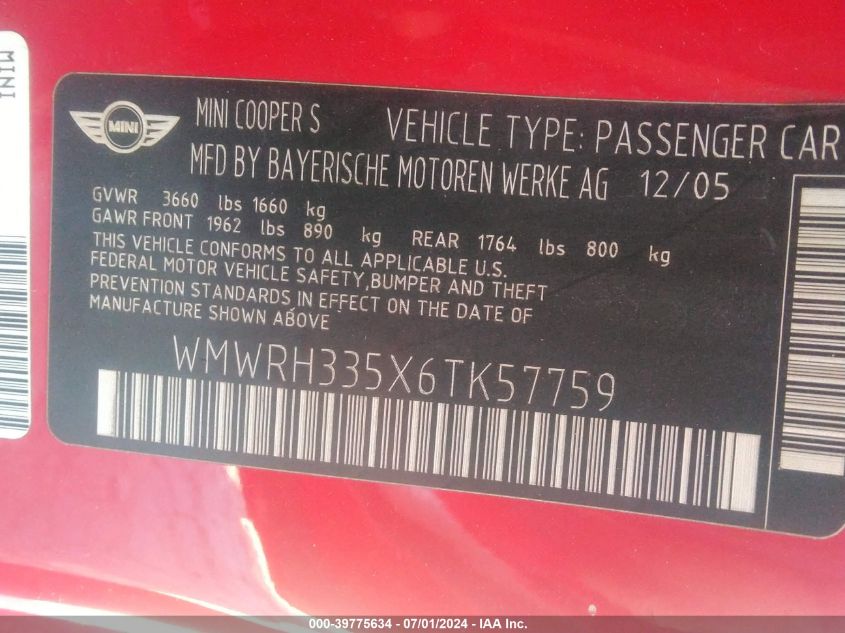 MINI
MINI
MINI COOPER S
VEHICLE TYPE: PASSENGER CAR
MFD BY BAYERISCHE MOTOREN WERKE AG 12/05
GVWR 3660 lbs 1660 kg
GAWR FRONT 1962 lbs 890 kg REAR 1764 lbs 800 kg
THIS VEHICLE CONFORMS TO ALL APPLICABLE U.S.
FEDERAL MOTOR VEHICLE SAFETY,BUMPER AND THEFT
PREVENTION STANDARDS IN EFFECT ON THE DATE OF
MANUFACTURE SHOWN ABOVE
WMWRH335X6TK57759
000-39775634 - 07/01/2024 - IAA Inc.